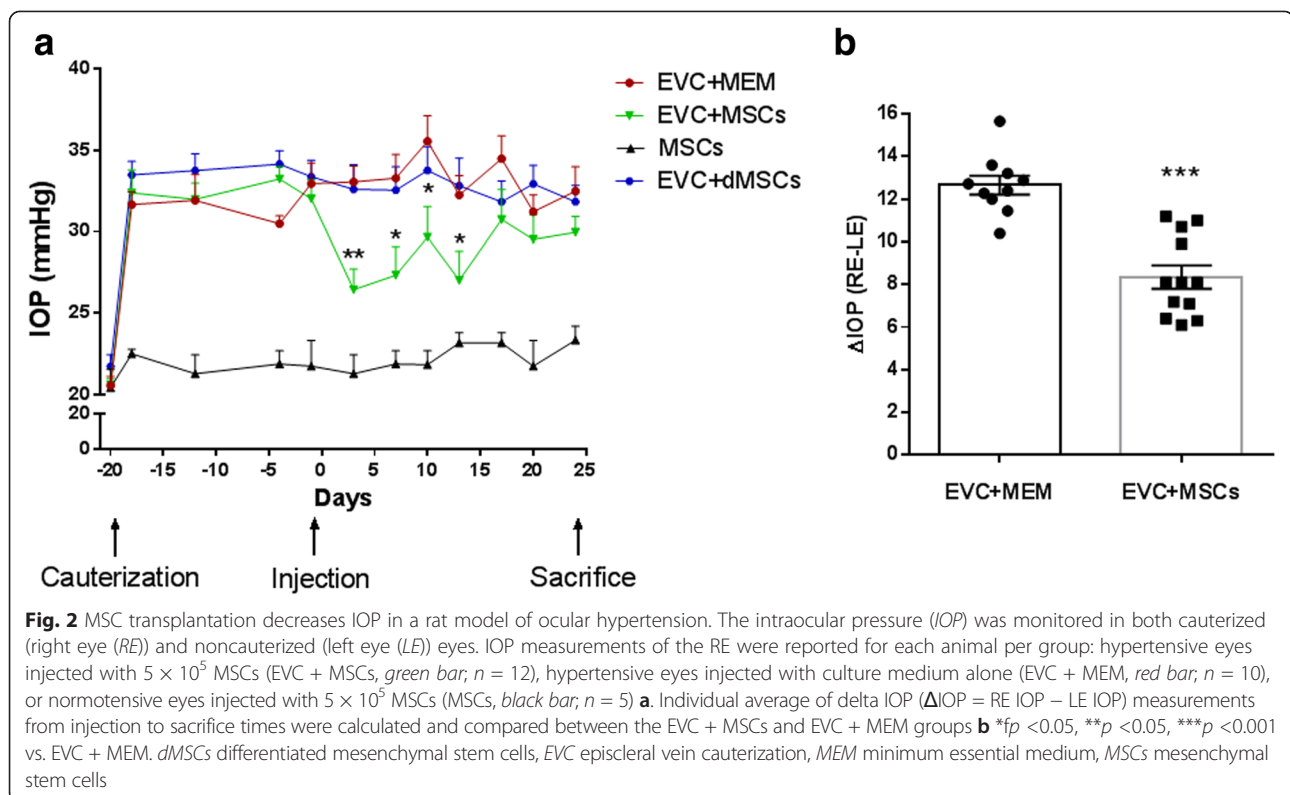 a
b
40
35
30
25
20
20
0
IOP (mmHg)
-20 -15 -10 -5 0 5 10 15 20 25
Days
** * * *
EVC+MEM
EVC+MSCs
MSCs
EVC+dMSCs
Cauterization Injection Sacrifice
16
14
12
10
8
6
4
2
0
ΔIOP (RE-LE)
***
EVC+MEM EVC+MSCs
Fig. 2 MSC transplantation decreases IOP in a rat model of ocular hypertension. The intraocular pressure (IOP) was monitored in both cauterized
(right eye (RE)) and noncauterized (left eye (LE)) eyes. IOP measurements of the RE were reported for each animal per group: hypertensive eyes
injected with 5 × 10⁵ MSCs (EVC + MSCs, green bar; n = 12), hypertensive eyes injected with culture medium alone (EVC + MEM, red bar; n = 10),
or normotensive eyes injected with 5 × 10⁵ MSCs (MSCs, black bar; n = 5) a. Individual average of delta IOP (ΔIOP = RE IOP − LE IOP) measurements
from injection to sacrifice times were calculated and compared between the EVC + MSCs and EVC + MEM groups b *fp <0.05, **p <0.05, ***p <0.001
vs. EVC + MEM. dMSCs differentiated mesenchymal stem cells, EVC episcleral vein cauterization, MEM minimum essential medium, MSCs mesenchymal
stem cells